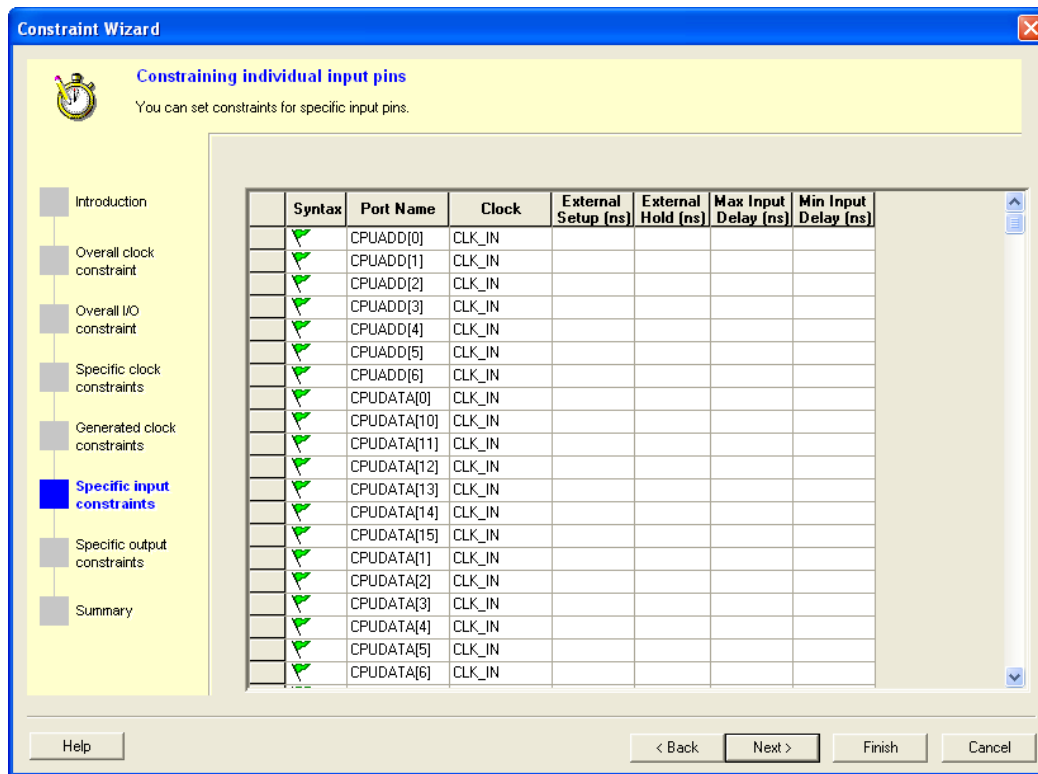 Constraint Wizard
Constraining individual input pins
You can set constraints for specific input pins.
Introduction
Overall clock
constraint
Overall I/O
constraint
Specific clock
constraints
Generated clock
constraints
Specific input
constraints
Specific output
constraints
Summary
Syntax Port Name Clock External Setup (ns) External Hold (ns) Max Input Delay (ns) Min Input Delay (ns)
CPUADD[0] CLK_IN
CPUADD[1] CLK_IN
CPUADD[2] CLK_IN
CPUADD[3] CLK_IN
CPUADD[4] CLK_IN
CPUADD[5] CLK_IN
CPUADD[6] CLK_IN
CPUDATA[0] CLK_IN
CPUDATA[10] CLK_IN
CPUDATA[11] CLK_IN
CPUDATA[12] CLK_IN
CPUDATA[13] CLK_IN
CPUDATA[14] CLK_IN
CPUDATA[15] CLK_IN
CPUDATA[1] CLK_IN
CPUDATA[2] CLK_IN
CPUDATA[3] CLK_IN
CPUDATA[4] CLK_IN
CPUDATA[5] CLK_IN
CPUDATA[6] CLK_IN
Help < Back Next > Finish Cancel